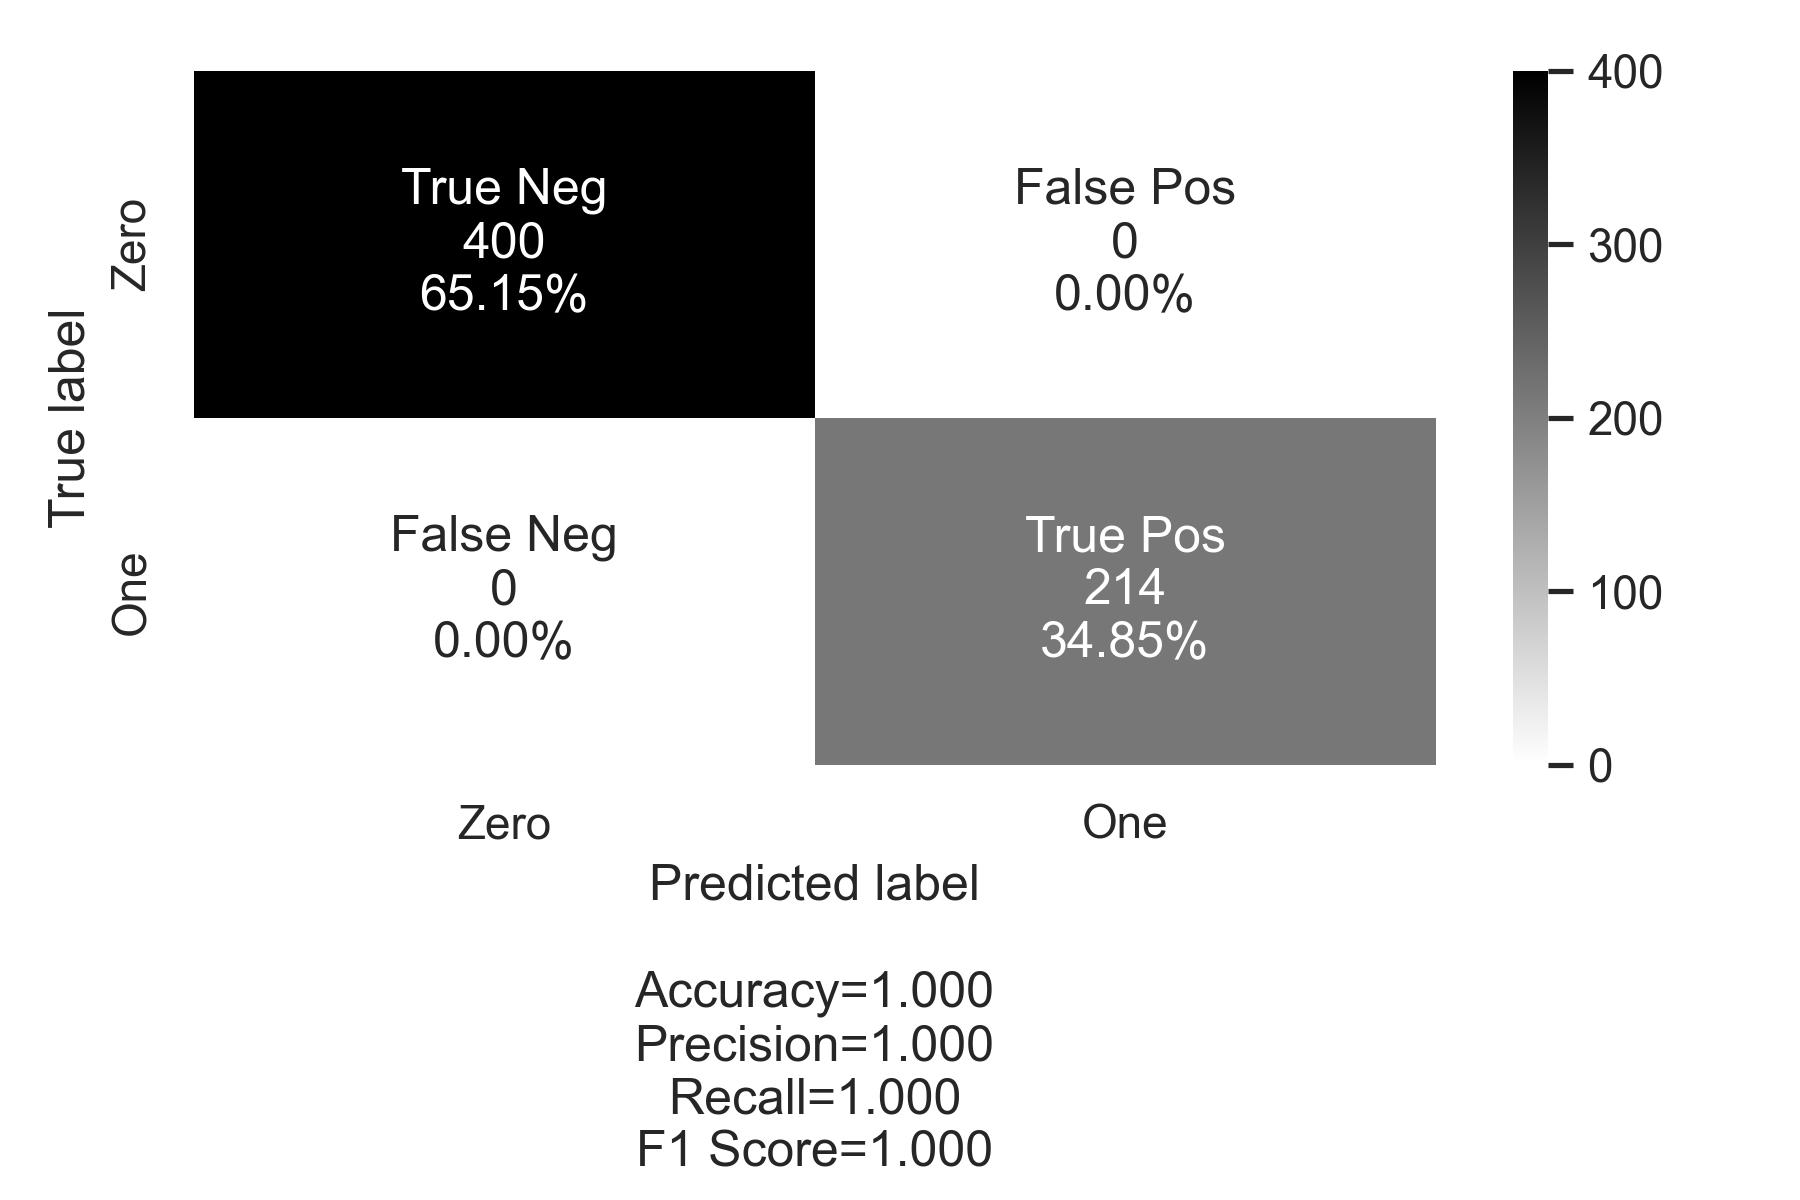 True Neg
400
65.15%
False Pos
0
0.00%
False Neg
0
0.00%
True Pos
214
34.85%
True label
Zero
One
Zero
One
Predicted label
Accuracy=1.000
Precision=1.000
Recall=1.000
F1 Score=1.000
400
300
200
100
0